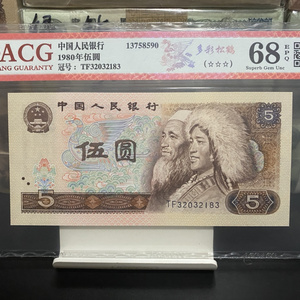 ACG
ANG GUARANTY
中国人民银行
1980年伍圆
冠号：TF32032183
13758590
多彩松鹤
(☆☆☆)
68
EPQ
Superb Gem Unc
中国人民银行
5
伍圆
5
TF32032183
5